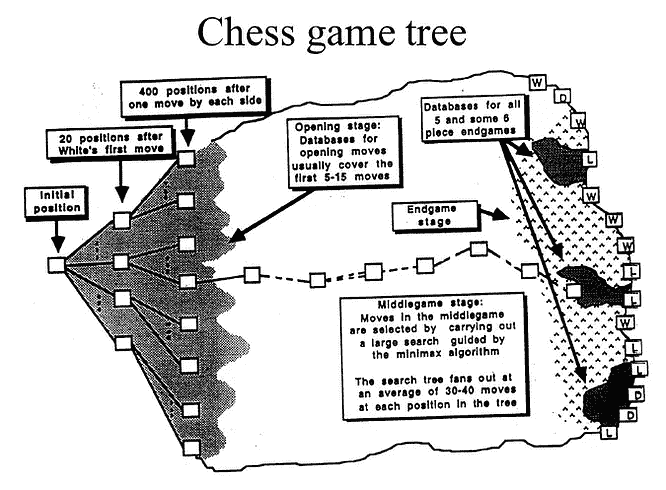 Chess game tree
400 positions after
one move by each side
20 positions after
White's first move
Initial
position
Opening stage:
Databases for
opening moves
usually cover the
first 5-15 moves
Databases for all
5 and some 6
piece endgames
Endgame
stage
Middlegame stage:
Moves in the middlegame
are selected by carrying out
a large search guided by
the minimax algorithm
The search tree fans out at
an average of 30-40 moves
at each position in the tree
W
D
W
L
W
W
W
L
L
W
L
L
D
D
L